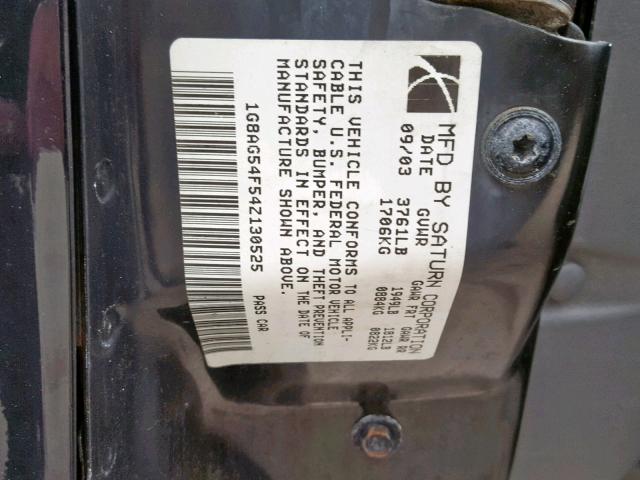 MFD BY SATURN CORPORATION
DATE GVWR GAWR FRT GAWR RR
09/03 3761LB 1949LB 1812LB
1706KG 0884KG 0822KG
THIS VEHICLE CONFORMS TO ALL APPLI-
CABLE U.S. FEDERAL MOTOR VEHICLE
SAFETY, BUMPER, AND THEFT PREVENTION
STANDARDS IN EFFECT ON THE DATE OF
MANUFACTURE SHOWN ABOVE.
1G8AG54F54Z130525 PASS CAR